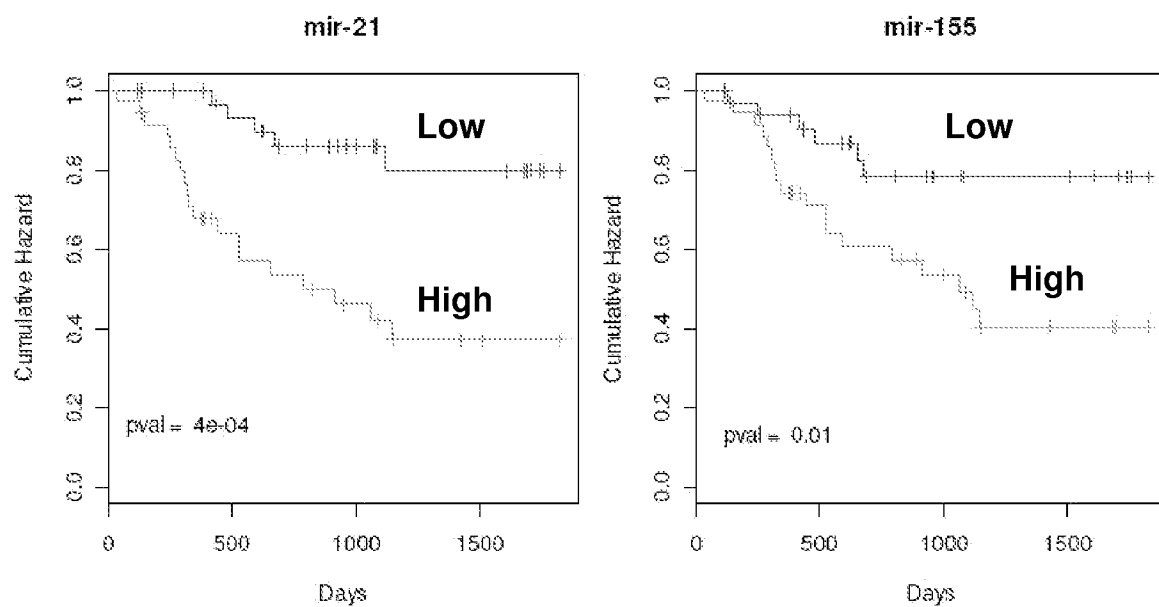 mir-21
Cumulative Hazard
1.0
0.8
0.6
0.4
0.2
0.0
Low
High
pval = 4e-04
0
500
1000
1500
Days
mir-155
Cumulative Hazard
1.0
0.8
0.6
0.4
0.2
0.0
Low
High
pval = 0.01
0
500
1000
1500
Days